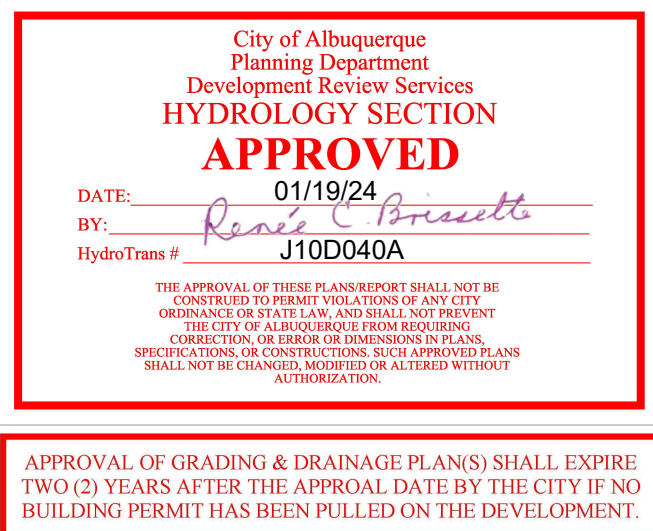 City of Albuquerque
Planning Department
Development Review Services
HYDROLOGY SECTION
APPROVED
DATE: 01/19/24
BY: Renée C. Brissette
HydroTrans # J10D040A
THE APPROVAL OF THESE PLANS/REPORT SHALL NOT BE
CONSTRUED TO PERMIT VIOLATIONS OF ANY CITY
ORDINANCE OR STATE LAW, AND SHALL NOT PREVENT
THE CITY OF ALBUQUERQUE FROM REQUIRING
CORRECTION, OR ERROR OR DIMENSIONS IN PLANS,
SPECIFICATIONS, OR CONSTRUCTIONS. SUCH APPROVED PLANS
SHALL NOT BE CHANGED, MODIFIED OR ALTERED WITHOUT
AUTHORIZATION.
APPROVAL OF GRADING & DRAINAGE PLAN(S) SHALL EXPIRE
TWO (2) YEARS AFTER THE APPROAL DATE BY THE CITY IF NO
BUILDING PERMIT HAS BEEN PULLED ON THE DEVELOPMENT.